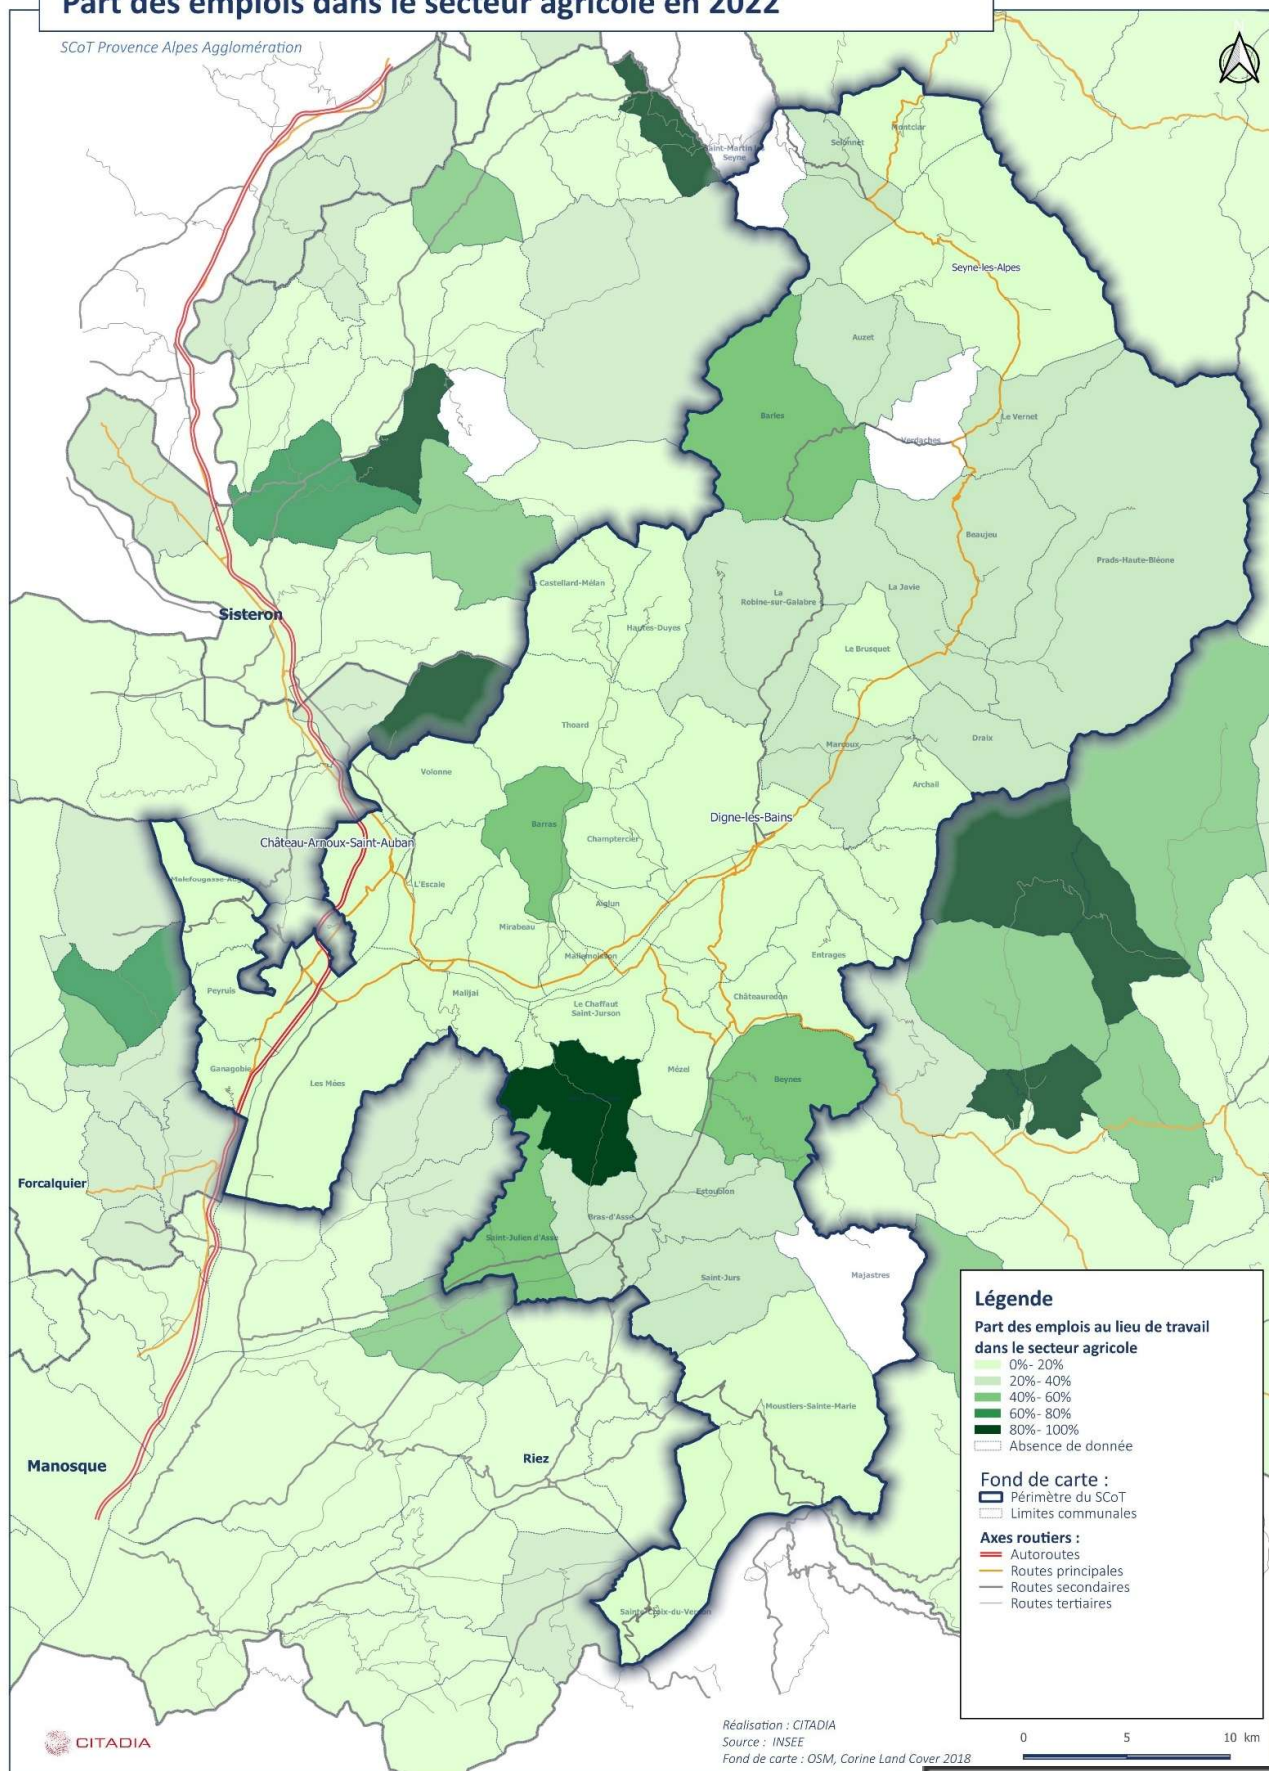 Part des emplois dans le secteur agricole en 2022
SCoT Provence Alpes Agglomération
N
Montclar
Selonnet
Seyne
Seyne-les-Alpes
Auzet
Barles
Le Vernet
Verdaches
Beaujeu
Prads-Haute-Bléone
Le Castellard-Mélan
La Javie
La
Robine-sur-Galabre
Sisteron
Hautes-Duyes
Le Brusquet
Thoard
Draix
Marcoux
Volonne
Archail
Digne-les-Bains
Barras
Champtercier
Château-Arnoux-Saint-Auban
L'Escale
Aiglun
Mirabeau
Mallemoisson
Entrages
Peyruis
Malijai
Châteauredon
Le Chaffaut
Saint-Jurson
Ganagobie
Mézel
Beynes
Les Mées
Forcalquier
Estoublon
Bras-d'Asse
Saint-Julien d'Asse
Saint-Jurs
Majastres
Moustiers-Sainte-Marie
Riez
Manosque
Sainte-Croix-du-Verdon
Légende
Part des emplois au lieu de travail
dans le secteur agricole
0%- 20%
20%- 40%
40%- 60%
60%- 80%
80%- 100%
Absence de donnée
Fond de carte :
Périmètre du SCoT
Limites communales
Axes routiers :
Autoroutes
Routes principales
Routes secondaires
Routes tertiaires
CITADIA
Réalisation : CITADIA
Source : INSEE
Fond de carte : OSM, Corine Land Cover 2018
0 5 10 km